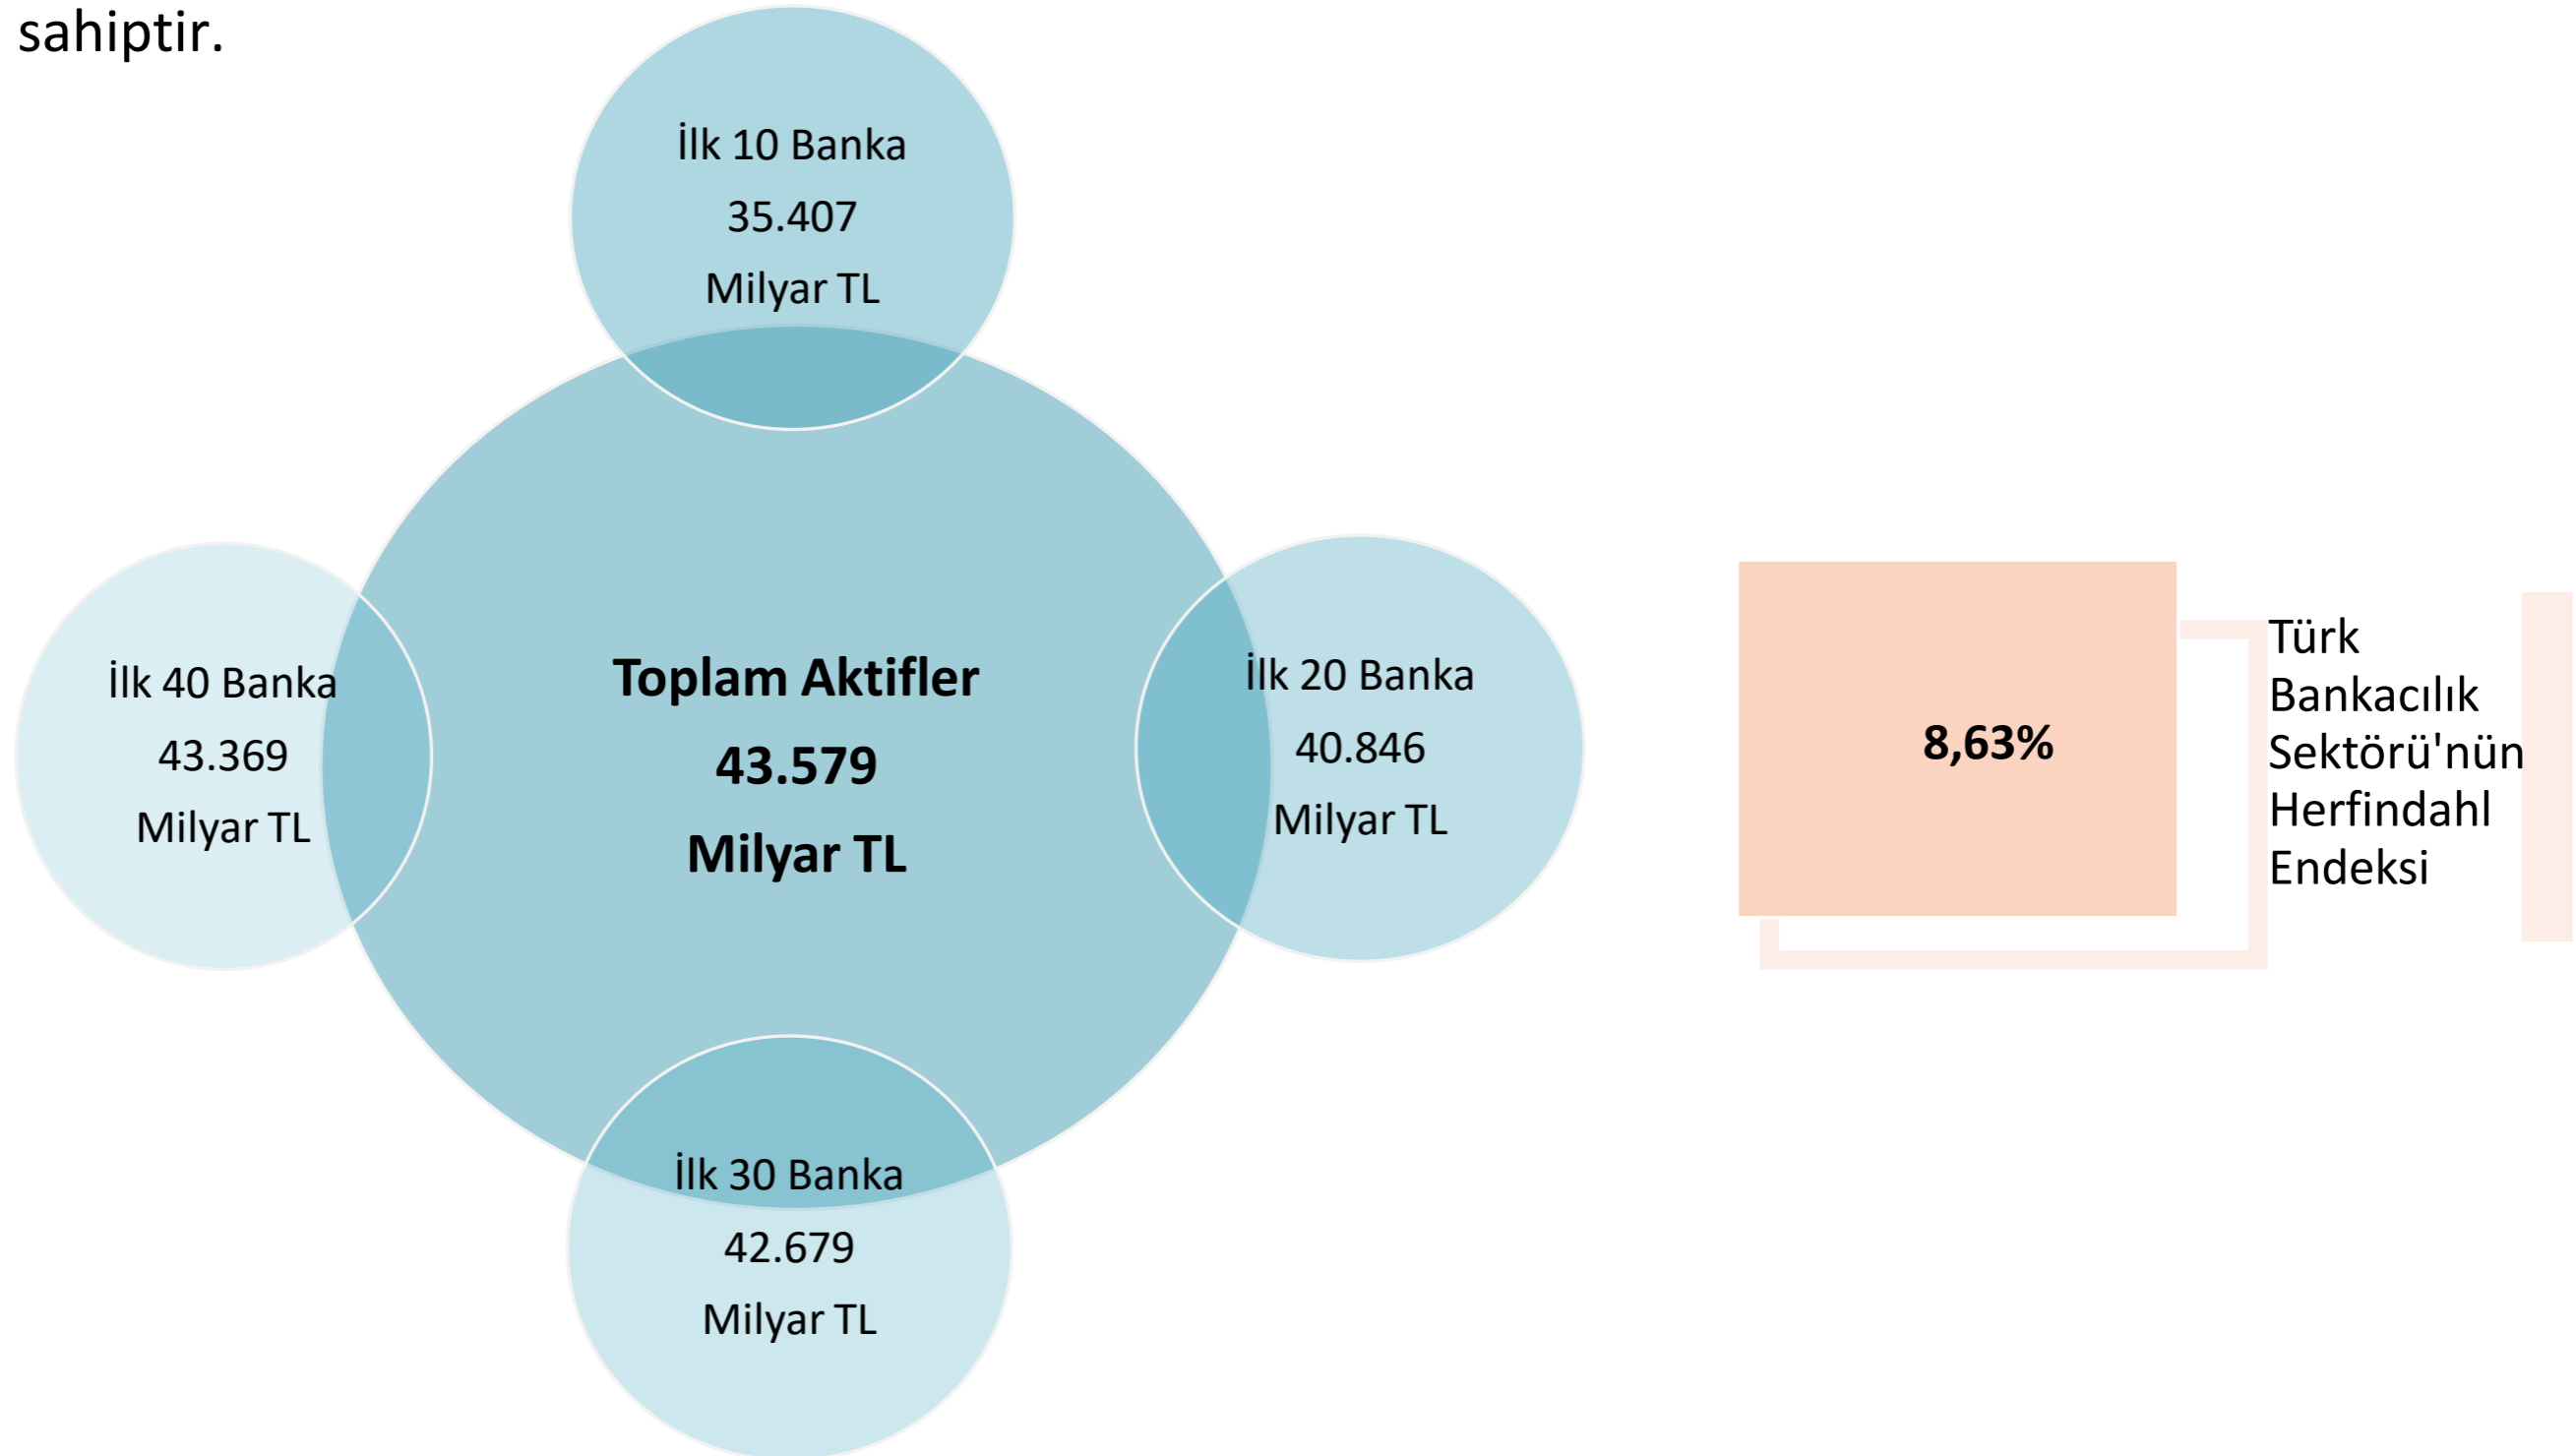 sahiptir.
İlk 10 Banka
35.407
Milyar TL
İlk 40 Banka
43.369
Milyar TL
Toplam Aktifler
43.579
Milyar TL
İlk 20 Banka
40.846
Milyar TL
İlk 30 Banka
42.679
Milyar TL
8,63%
Türk
Bankacılık
Sektörü'nün
Herfindahl
Endeksi